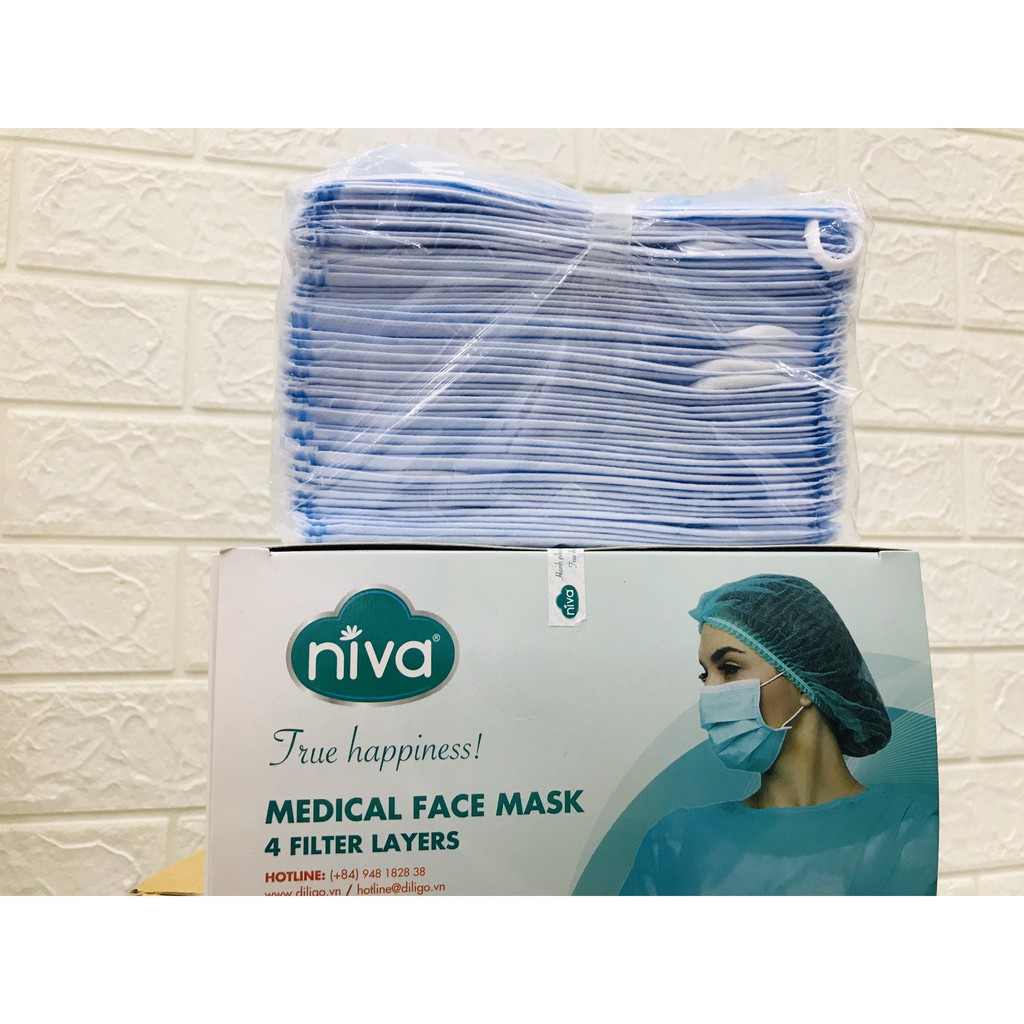 niva®
True happiness!
MEDICAL FACE MASK
4 FILTER LAYERS
HOTLINE: (+84) 948 1828 38
www.diligo.vn / hotline@diligo.vn
niva